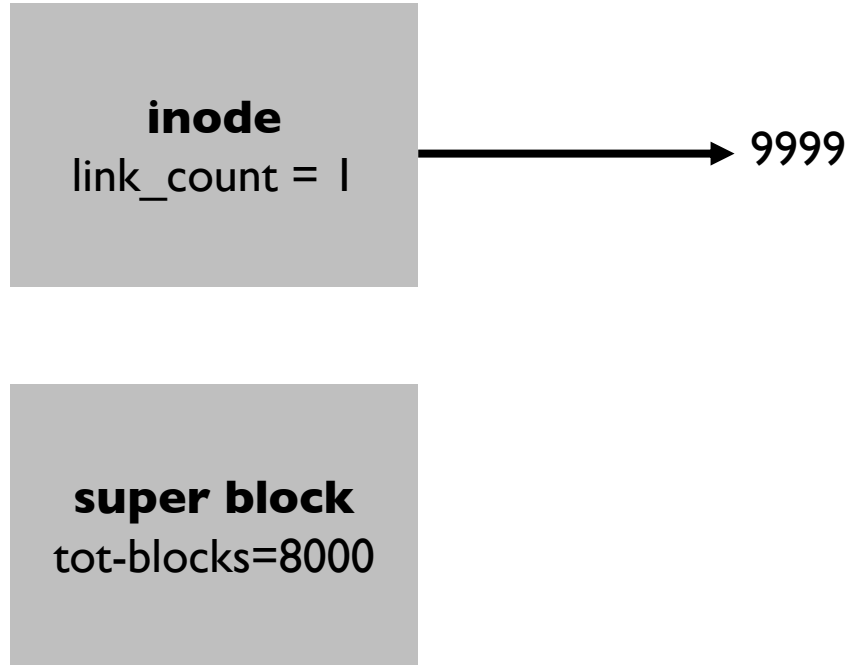 inode
link_count = 1
9999
super block
tot-blocks=8000